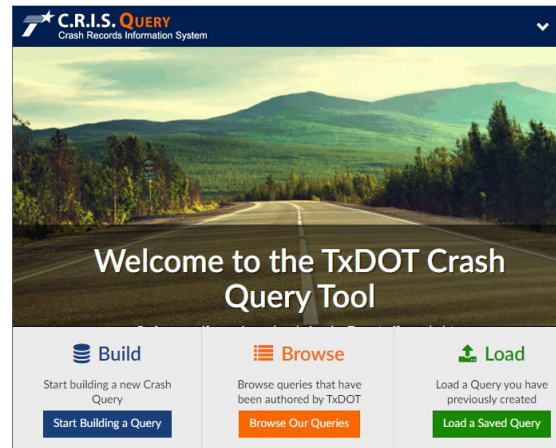 C.R.I.S. QUERY
Crash Records Information System
Welcome to the TxDOT Crash
Query Tool
Build
Start building a new Crash
Query
Start Building a Query
Browse
Browse queries that have
been authored by TxDOT
Browse Our Queries
Load
Load a Query you have
previously created
Load a Saved Query